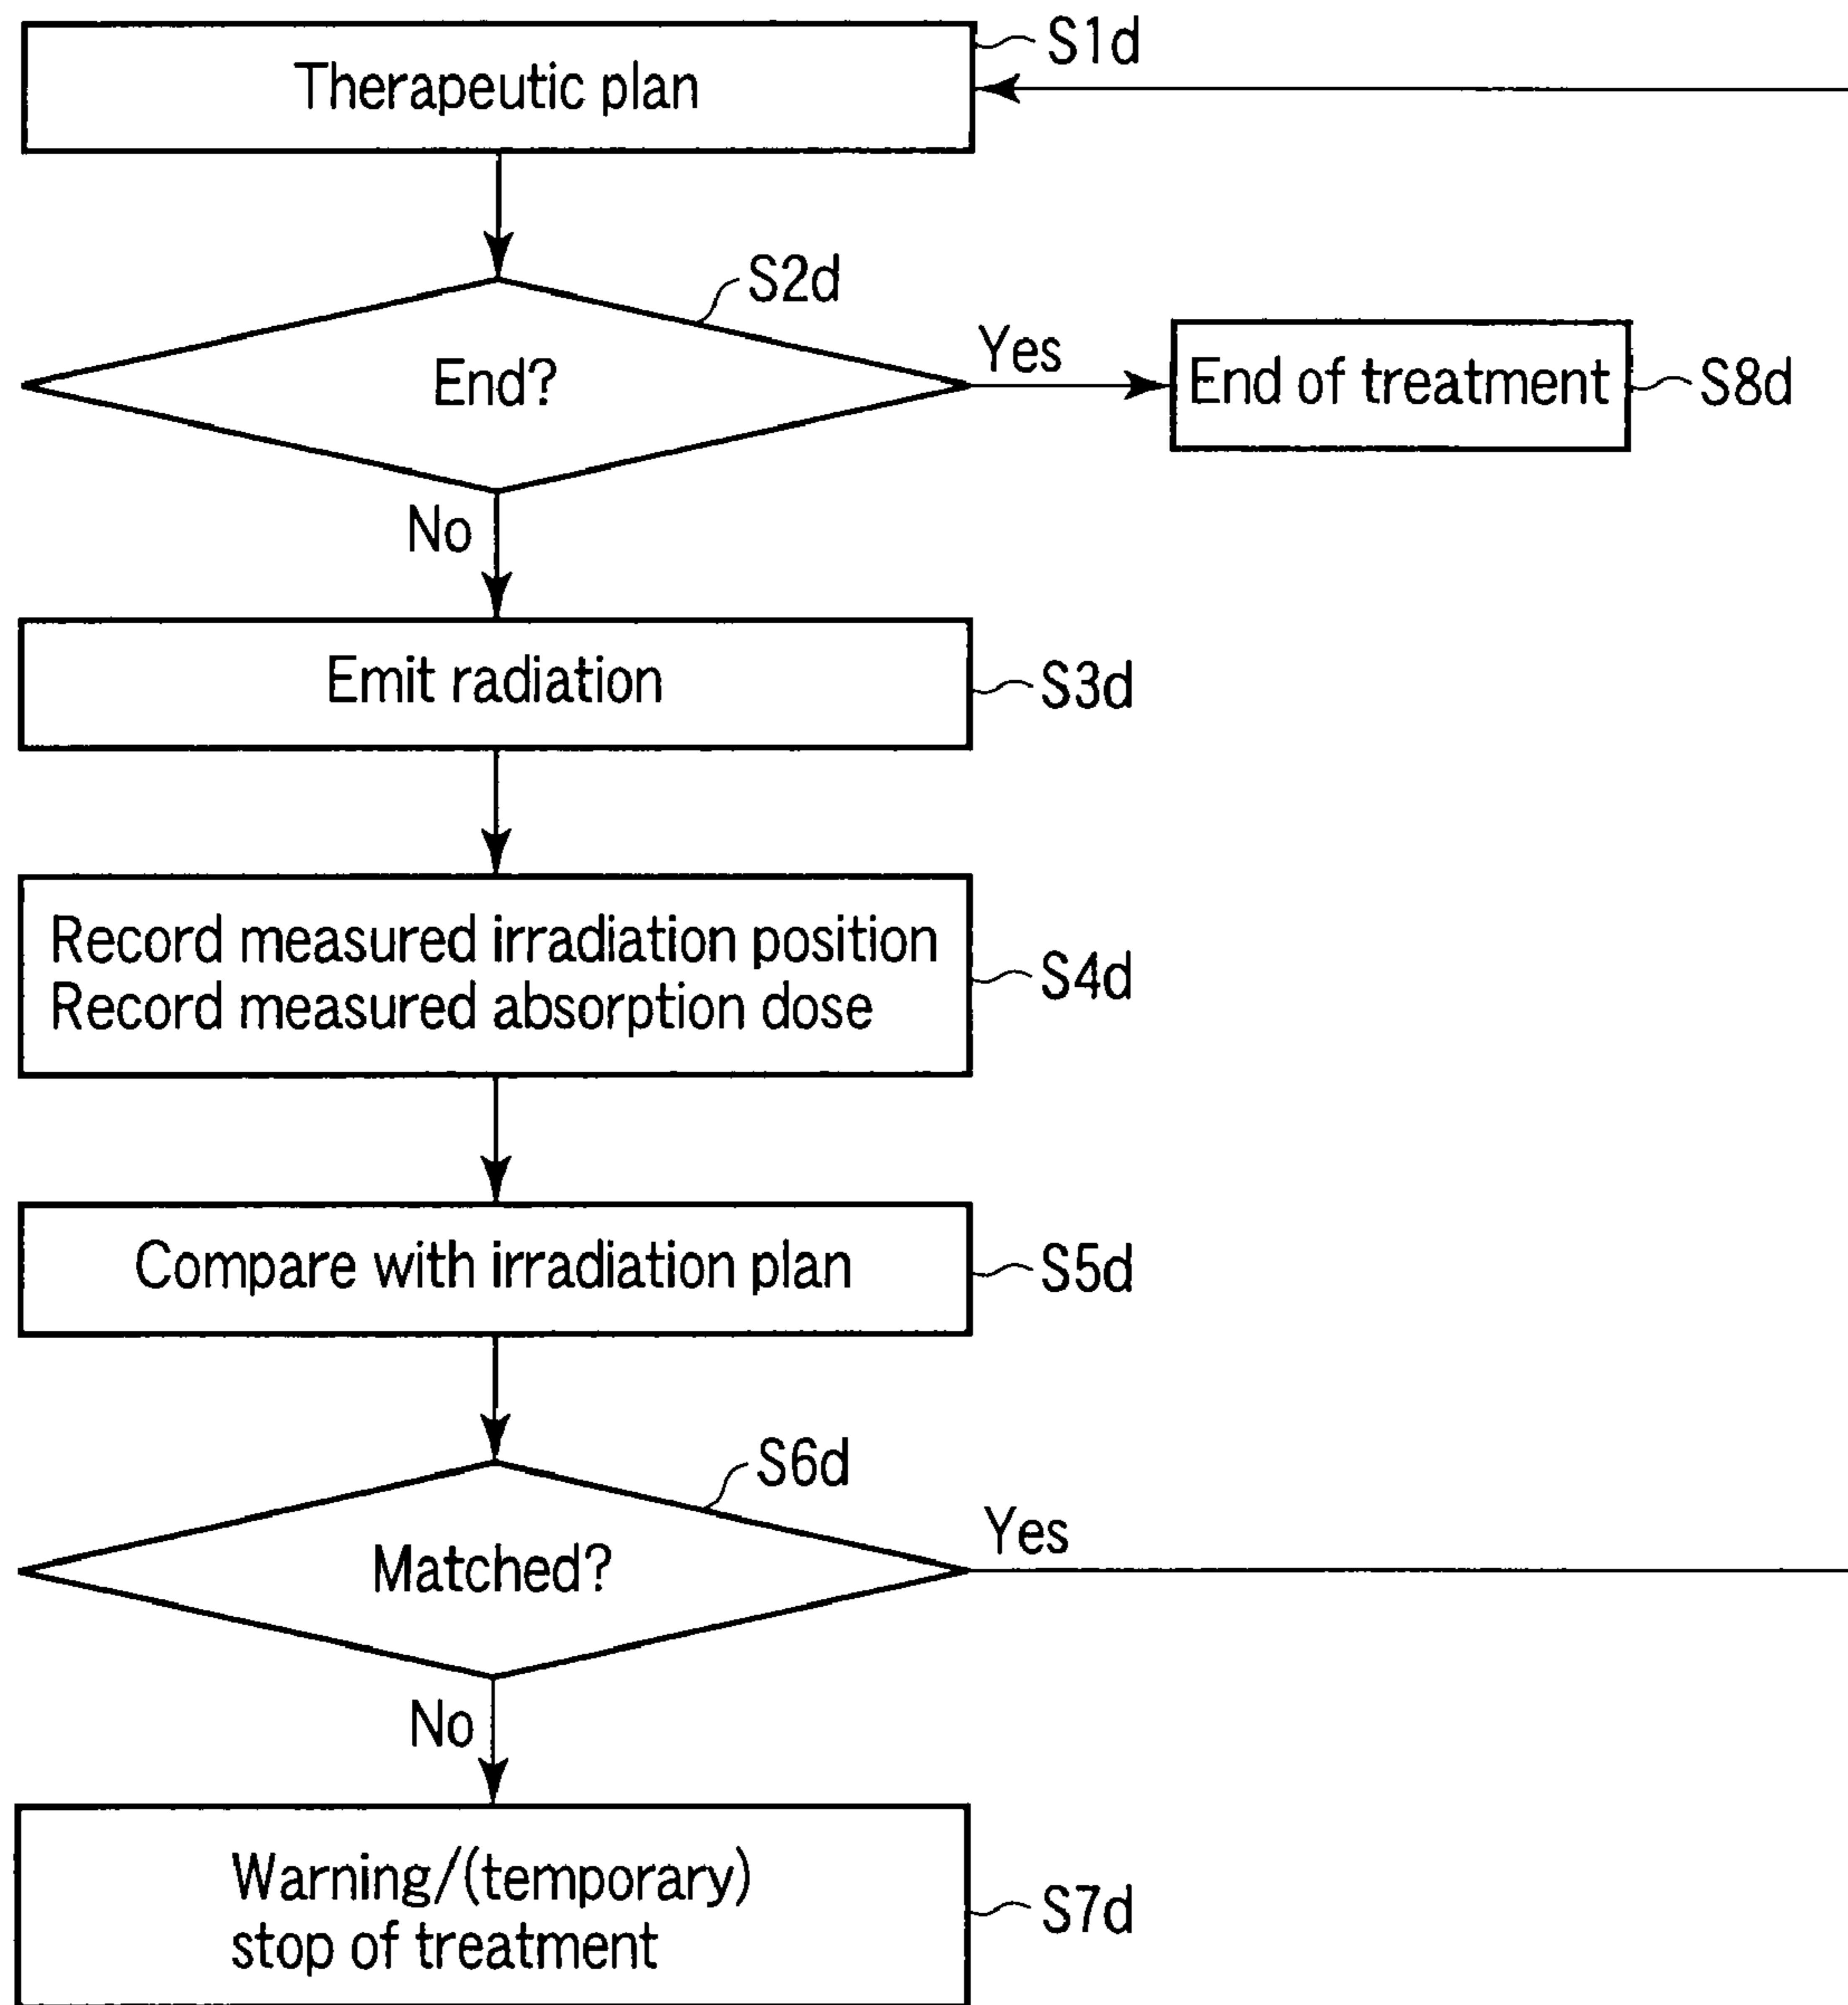 Therapeutic plan
S1d
S2d
End?
Yes
End of treatment
S8d
No
Emit radiation
S3d
Record measured irradiation position
Record measured absorption dose
S4d
Compare with irradiation plan
S5d
S6d
Matched?
Yes
No
Warning/(temporary)
stop of treatment
S7d